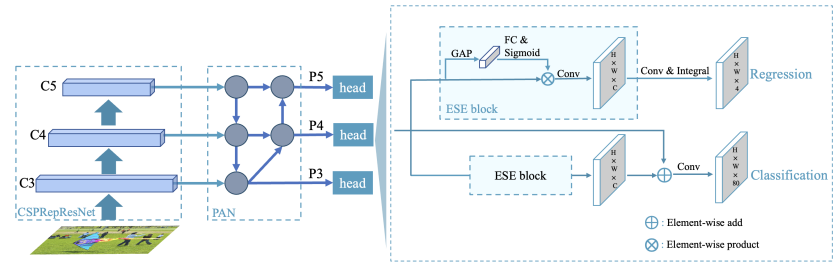 C5
C4
C3
CSPRepResNet
PAN
P5
head
P4
head
P3
head
GAP
FC &
Sigmoid
Conv
H × W × C
ESE block
Conv & Integral
H × W × 4
Regression
ESE block
H × W × C
Conv
H × W × 80
Classification
: Element-wise add
: Element-wise product